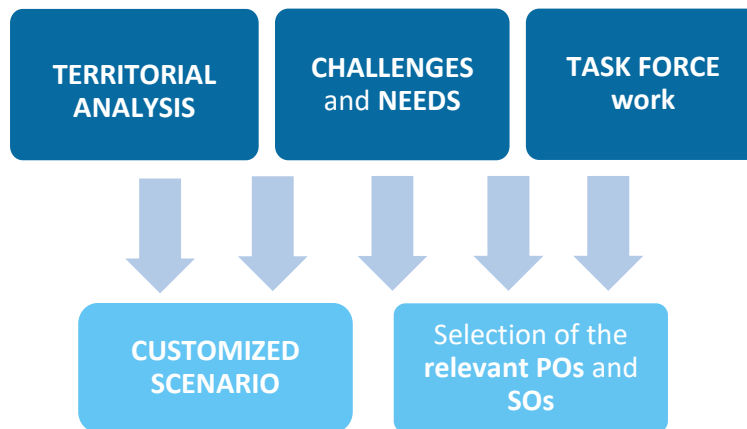 TERRITORIAL
ANALYSIS
CHALLENGES
and NEEDS
TASK FORCE
work
CUSTOMIZED
SCENARIO
Selection of the
relevant POs and
SOs